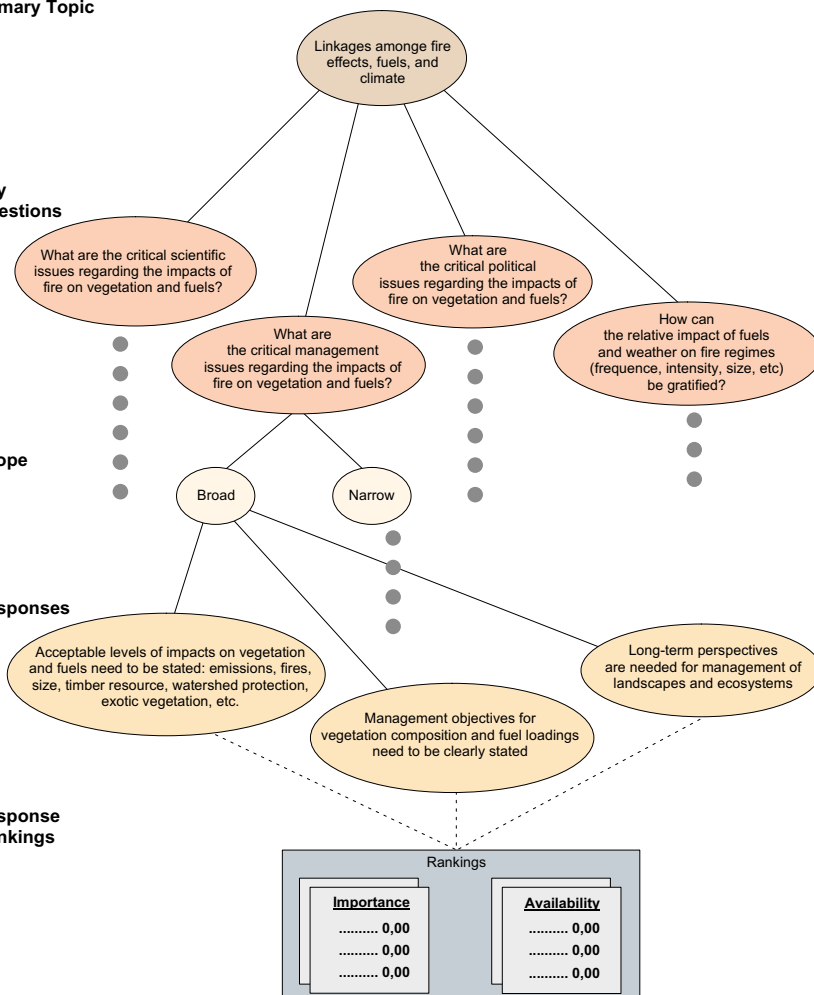 mary Topic
Linkages amonge fire
effects, fuels, and
climate
y
estions
What are the critical scientific
issues regarding the impacts of
fire on vegetation and fuels?
What are
the critical management
issues regarding the impacts of
fire on vegetation and fuels?
What are
the critical political
issues regarding the impacts of
fire on vegetation and fuels?
How can
the relative impact of fuels
and weather on fire regimes
(frequence, intensity, size, etc)
be gratified?
ope
Broad
Narrow
sponses
Acceptable levels of impacts on vegetation
and fuels need to be stated: emissions, fires,
size, timber resource, watershed protection,
exotic vegetation, etc.
Management objectives for
vegetation composition and fuel loadings
need to be clearly stated
Long-term perspectives
are needed for management of
landscapes and ecosystems
sponse
nkings
Rankings
Importance
.......... 0,00
.......... 0,00
.......... 0,00
Availability
.......... 0,00
.......... 0,00
.......... 0,00